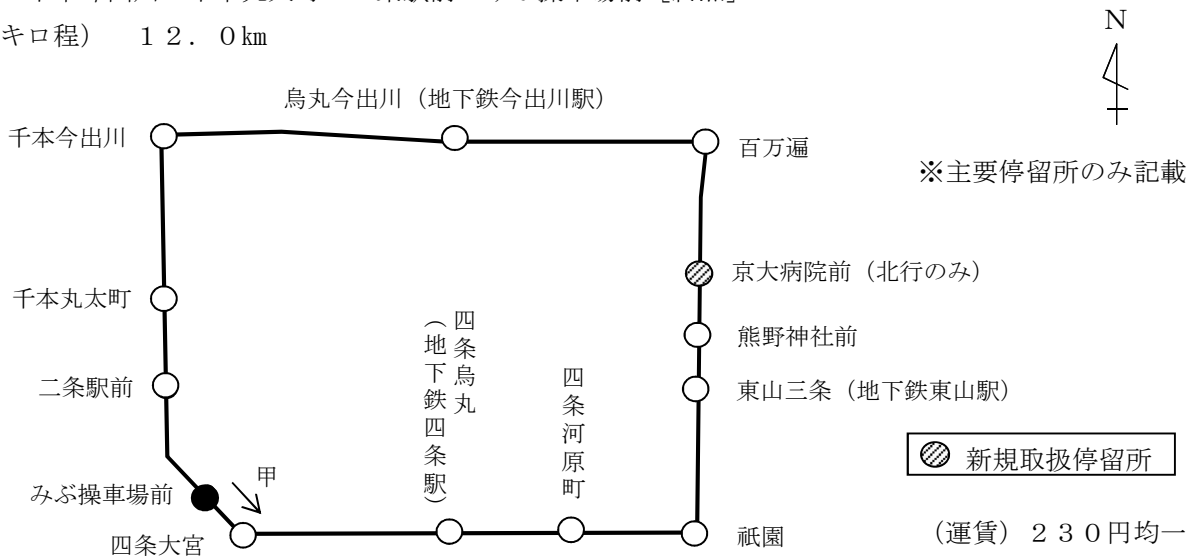 キロ程） １２．０㎞
N
烏丸今出川（地下鉄今出川駅）
千本今出川
百万遍
※主要停留所のみ記載
京大病院前（北行のみ）
千本丸太町
四条烏丸
（地下鉄四条駅）
四条河原町
熊野神社前
二条駅前
東山三条（地下鉄東山駅）
新規取扱停留所
みぶ操車場前
甲
四条大宮
祇園
（運賃）２３０円均一